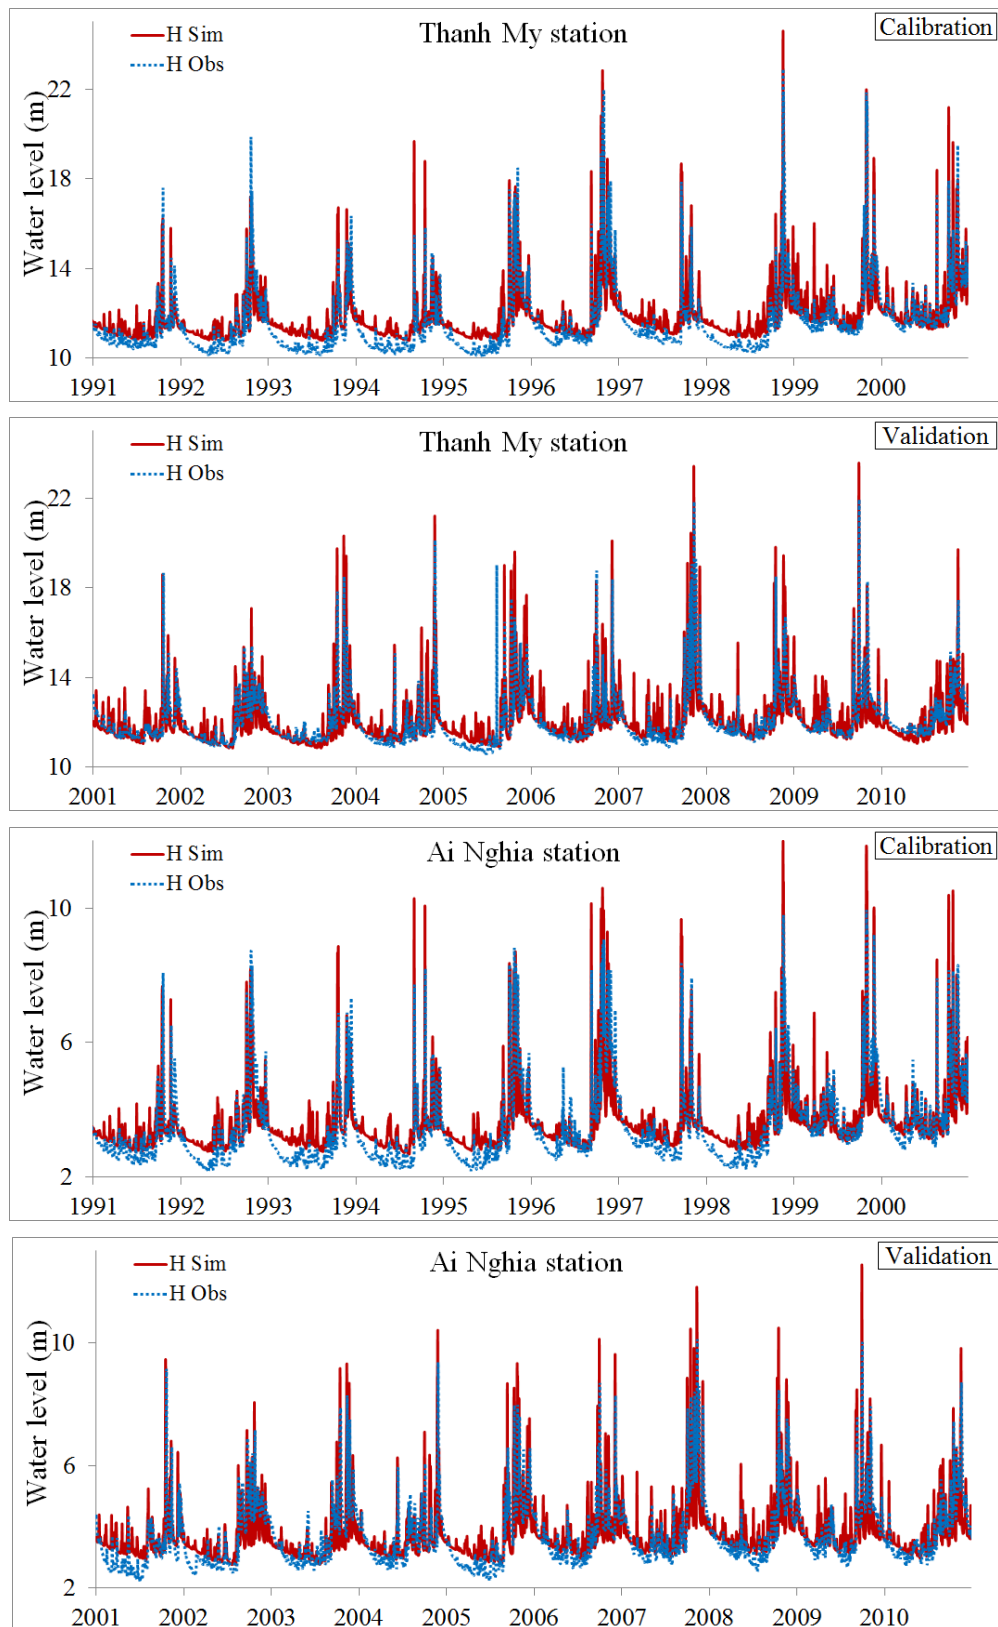 Thanh My station
Calibration
H Sim
H Obs
Water level (m)
22
18
14
10
1991 1992 1993 1994 1995 1996 1997 1998 1999 2000
Thanh My station
Validation
H Sim
H Obs
Water level (m)
22
18
14
10
2001 2002 2003 2004 2005 2006 2007 2008 2009 2010
Ai Nghia station
Calibration
H Sim
H Obs
Water level (m)
10
6
2
1991 1992 1993 1994 1995 1996 1997 1998 1999 2000
Ai Nghia station
Validation
H Sim
H Obs
Water level (m)
10
6
2
2001 2002 2003 2004 2005 2006 2007 2008 2009 2010